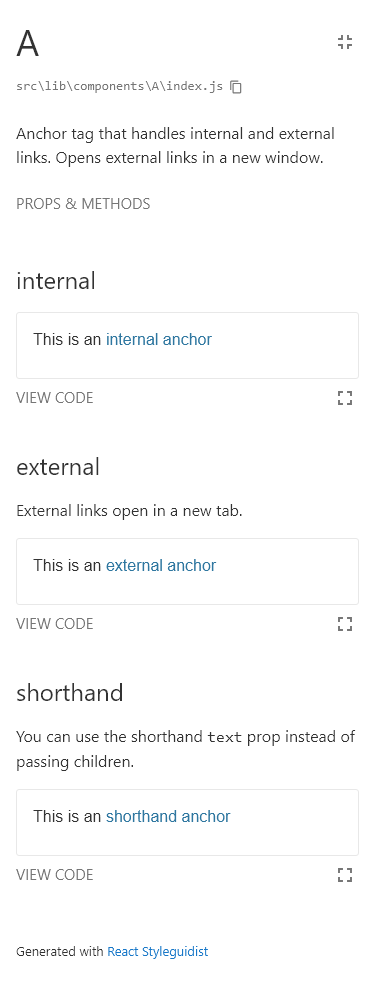 A
src\lib\components\A\index.js
Anchor tag that handles internal and external
links. Opens external links in a new window.
PROPS & METHODS
internal
This is an internal anchor
VIEW CODE
external
External links open in a new tab.
This is an external anchor
VIEW CODE
shorthand
You can use the shorthand text prop instead of
passing children.
This is an shorthand anchor
VIEW CODE
Generated with React Styleguidist